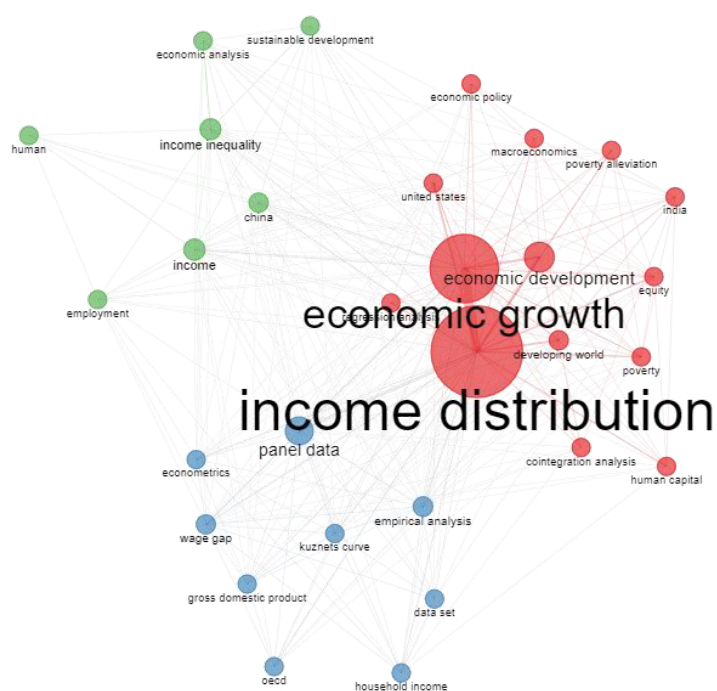 sustainable development
economic analysis
economic policy
human
income inequality
macroeconomics
poverty alleviation
united states
india
china
income
economic development
equity
employment
economic growth
regression analysis
developing world
poverty
income distribution
panel data
econometrics
cointegration analysis
human capital
empirical analysis
wage gap
kuznets curve
gross domestic product
data set
oecd
household income